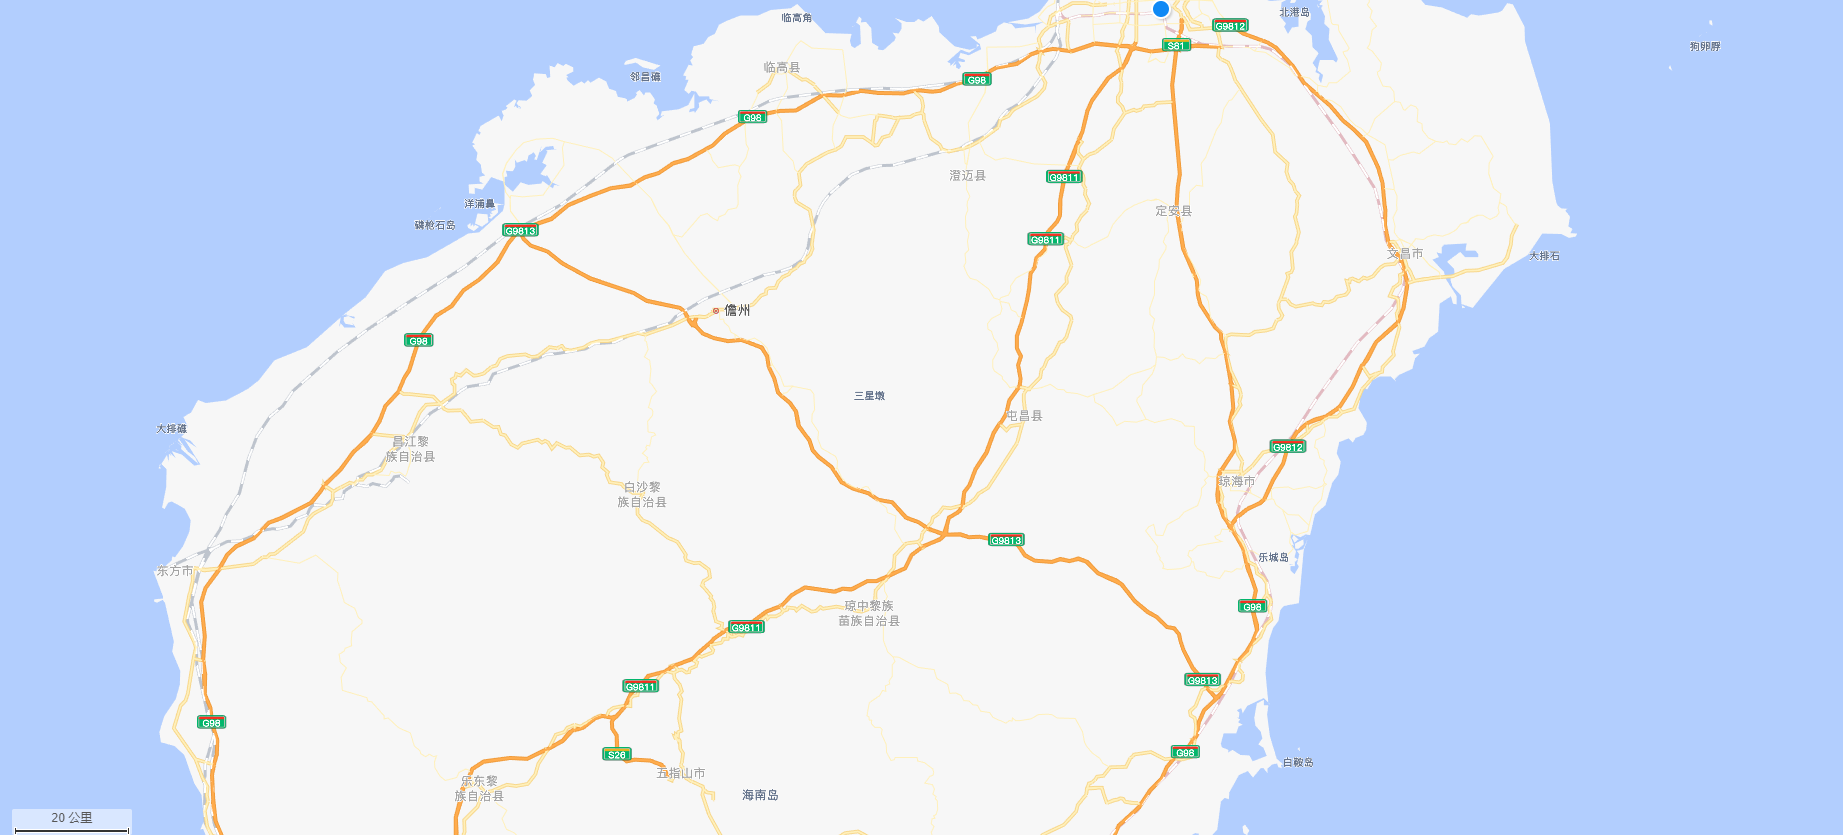 临高角
北港岛
G9812
狗卵脬
S81
临高县
邻昌礁
G98
G98
澄迈县
G9811
洋浦鼻
定安县
磷枪石岛
G9813
G9811
文昌市
大排石
儋州
G98
三星墩
屯昌县
大排礁
昌江黎
族自治县
G9812
琼海市
白沙黎
族自治县
G9813
乐城岛
东方市
琼中黎族
苗族自治县
G98
G9811
G9813
G9811
G98
G98
S26
白鞍岛
五指山市
乐东黎
族自治县
海南岛
20 公里